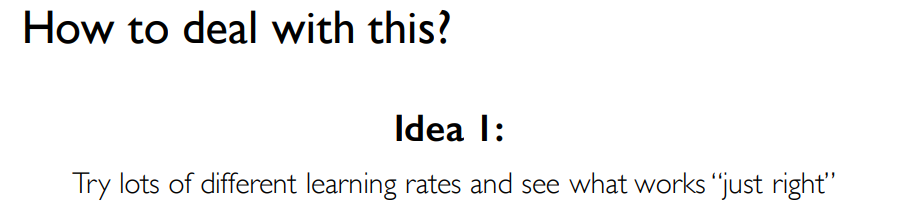 How to deal with this?
Idea 1:
Try lots of different learning rates and see what works “just right”